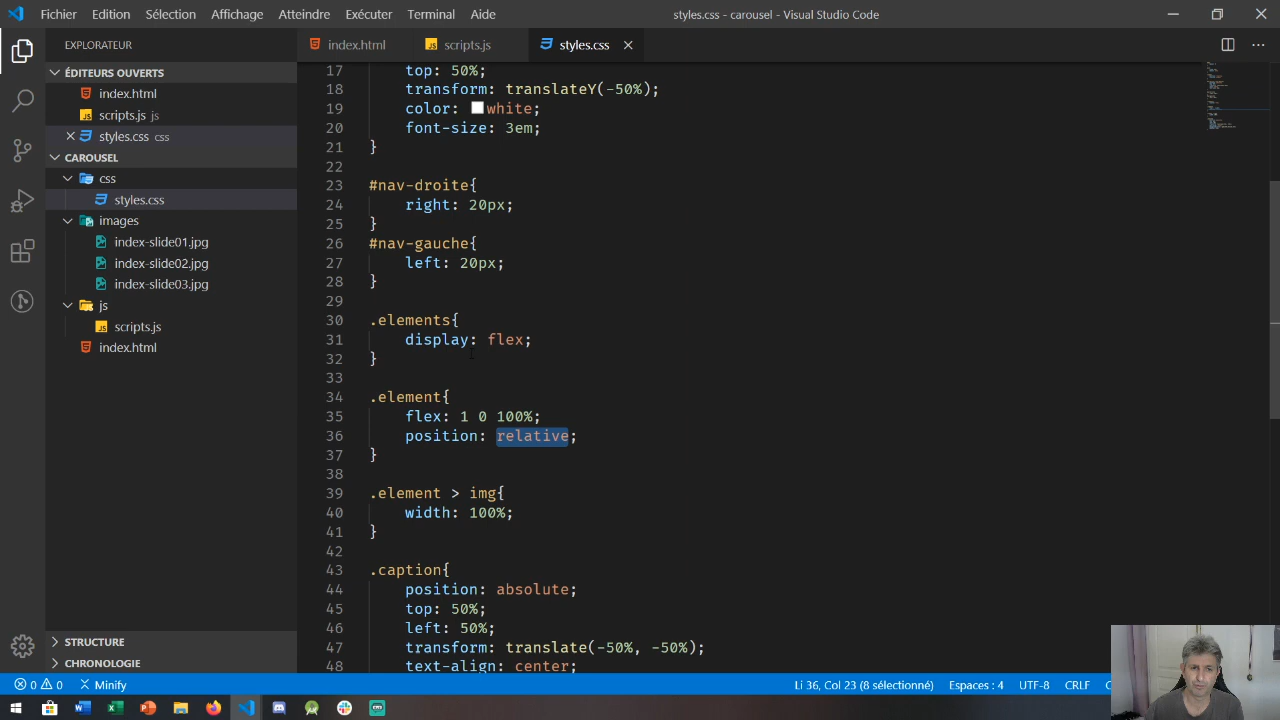 Fichier Edition Sélection Affichage Atteindre Exécuter Terminal Aide styles.css - carousel - Visual Studio Code
EXPLORATEUR
index.html scripts.js styles.css
ÉDITEURS OUVERTS
index.html
scripts.js js
styles.css css
CAROUSEL
css
styles.css
images
index-slide01.jpg
index-slide02.jpg
index-slide03.jpg
js
scripts.js
index.html
STRUCTURE
CHRONOLOGIE
17 top: 50%;
18 transform: translateY(-50%);
19 color: white;
20 font-size: 3em;
21 }
22
23 #nav-droite{
24 right: 20px;
25 }
26 #nav-gauche{
27 left: 20px;
28 }
29
30 .elements{
31 display: flex;
32 }
33
34 .element{
35 flex: 1 0 100%;
36 position: relative;
37 }
38
39 .element > img{
40 width: 100%;
41 }
42
43 .caption{
44 position: absolute;
45 top: 50%;
46 left: 50%;
47 transform: translate(-50%, -50%);
48 text-align: center;
0 0 Minify Li 36, Col 23 (8 sélectionné) Espaces : 4 UTF-8 CRLF